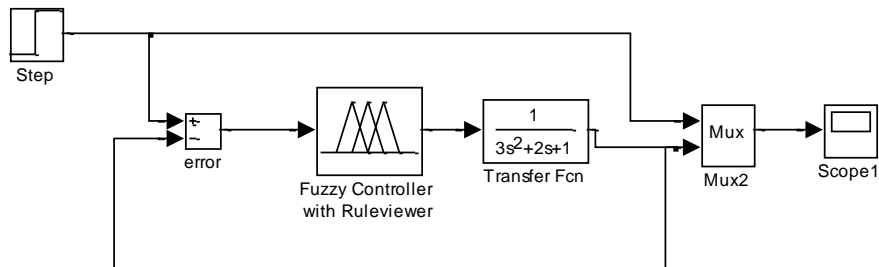 Step
+
−
error
Fuzzy Controller
with Ruleviewer
1
3s²+2s+1
Transfer Fcn
Mux
Mux2
Scope1